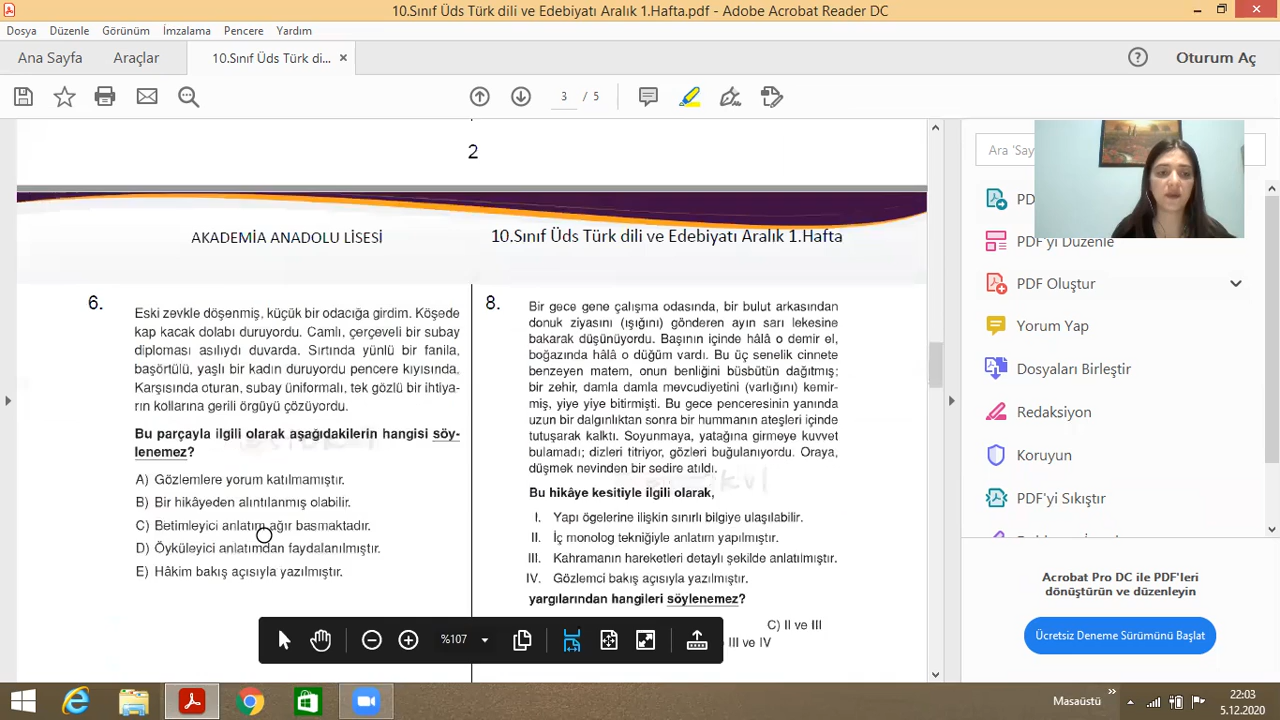 10.Sınıf Üds Türk dili ve Edebiyatı Aralık 1.Hafta.pdf - Adobe Acrobat Reader DC
Dosya Düzenle Görünüm İmzalama Pencere Yardım
Ana Sayfa Araçlar 10.Sınıf Üds Türk di... × Oturum Aç
3 / 5
2
AKADEMİA ANADOLU LİSESİ
10.Sınıf Üds Türk dili ve Edebiyatı Aralık 1.Hafta
6.
Eski zevkle döşenmiş, küçük bir odacığa girdim. Köşede
kap kacak dolabı duruyordu. Camlı, çerçeveli bir subay
diploması asılıydı duvarda. Sırtında yünlü bir fanila,
başörtülü, yaşlı bir kadın duruyordu pencere kıyısında.
Karşısında oturan, subay üniformalı, tek gözlü bir ihtiya-
rın kollarına gerili örgüyü çözüyordu.
Bu parçayla ilgili olarak aşağıdakilerin hangisi söy-
lenemez?
A) Gözlemlere yorum katılmamıştır.
B) Bir hikâyeden alıntılanmış olabilir.
C) Betimleyici anlatım ağır basmaktadır.
D) Öyküleyici anlatımdan faydalanılmıştır.
E) Hâkim bakış açısıyla yazılmıştır.
8.
Bir gece gene çalışma odasında, bir bulut arkasından
donuk ziyasını (ışığını) gönderen ayın sarı lekesine
bakarak düşünüyordu. Başının içinde hâlâ o demir el,
boğazında hâlâ o düğüm vardı. Bu üç senelik cinnete
benzeyen matem, onun benliğini büsbütün dağıtmış;
bir zehir, damla damla mevcudiyetini (varlığını) kemir-
miş, yiye yiye bitirmişti. Bu gece penceresinin yanında
uzun bir dalgınlıktan sonra bir hummanın ateşleri içinde
tutuşarak kalktı. Soyunmaya, yatağına girmeye kuvvet
bulamadı; dizleri titriyor, gözleri buğulanıyordu. Oraya,
düşmek nevinden bir sedire atıldı.
Bu hikâye kesitiyle ilgili olarak,
I. Yapı ögelerine ilişkin sınırlı bilgiye ulaşılabilir.
II. İç monolog tekniğiyle anlatım yapılmıştır.
III. Kahramanın hareketleri detaylı şekilde anlatılmıştır.
IV. Gözlemci bakış açısıyla yazılmıştır.
yargılarından hangileri söylenemez?
C) II ve III
III ve IV
%107
Ara 'Say
PD
PDF'yi Düzenle
PDF Oluştur
Yorum Yap
Dosyaları Birleştir
Redaksiyon
Koruyun
PDF'yi Sıkıştır
Acrobat Pro DC ile PDF'leri
dönüştürün ve düzenleyin
Ücretsiz Deneme Sürümünü Başlat
Masaüstü
22:03
5.12.2020